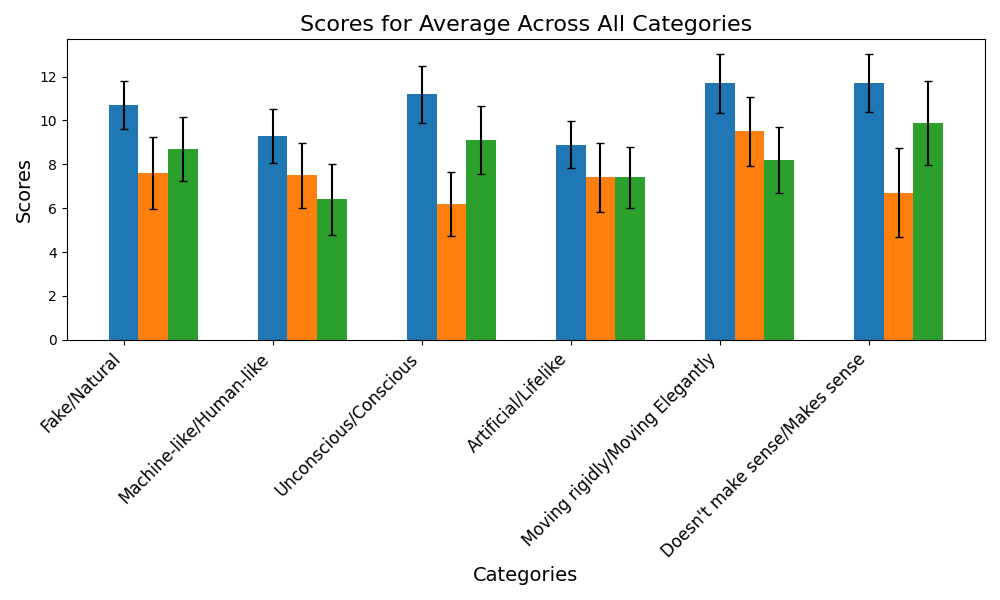 Scores for Average Across All Categories
Scores
12
10
8
6
4
2
0
Fake/Natural
Machine-like/Human-like
Unconscious/Conscious
Artificial/Lifelike
Moving rigidly/Moving Elegantly
Doesn't make sense/Makes sense
Categories